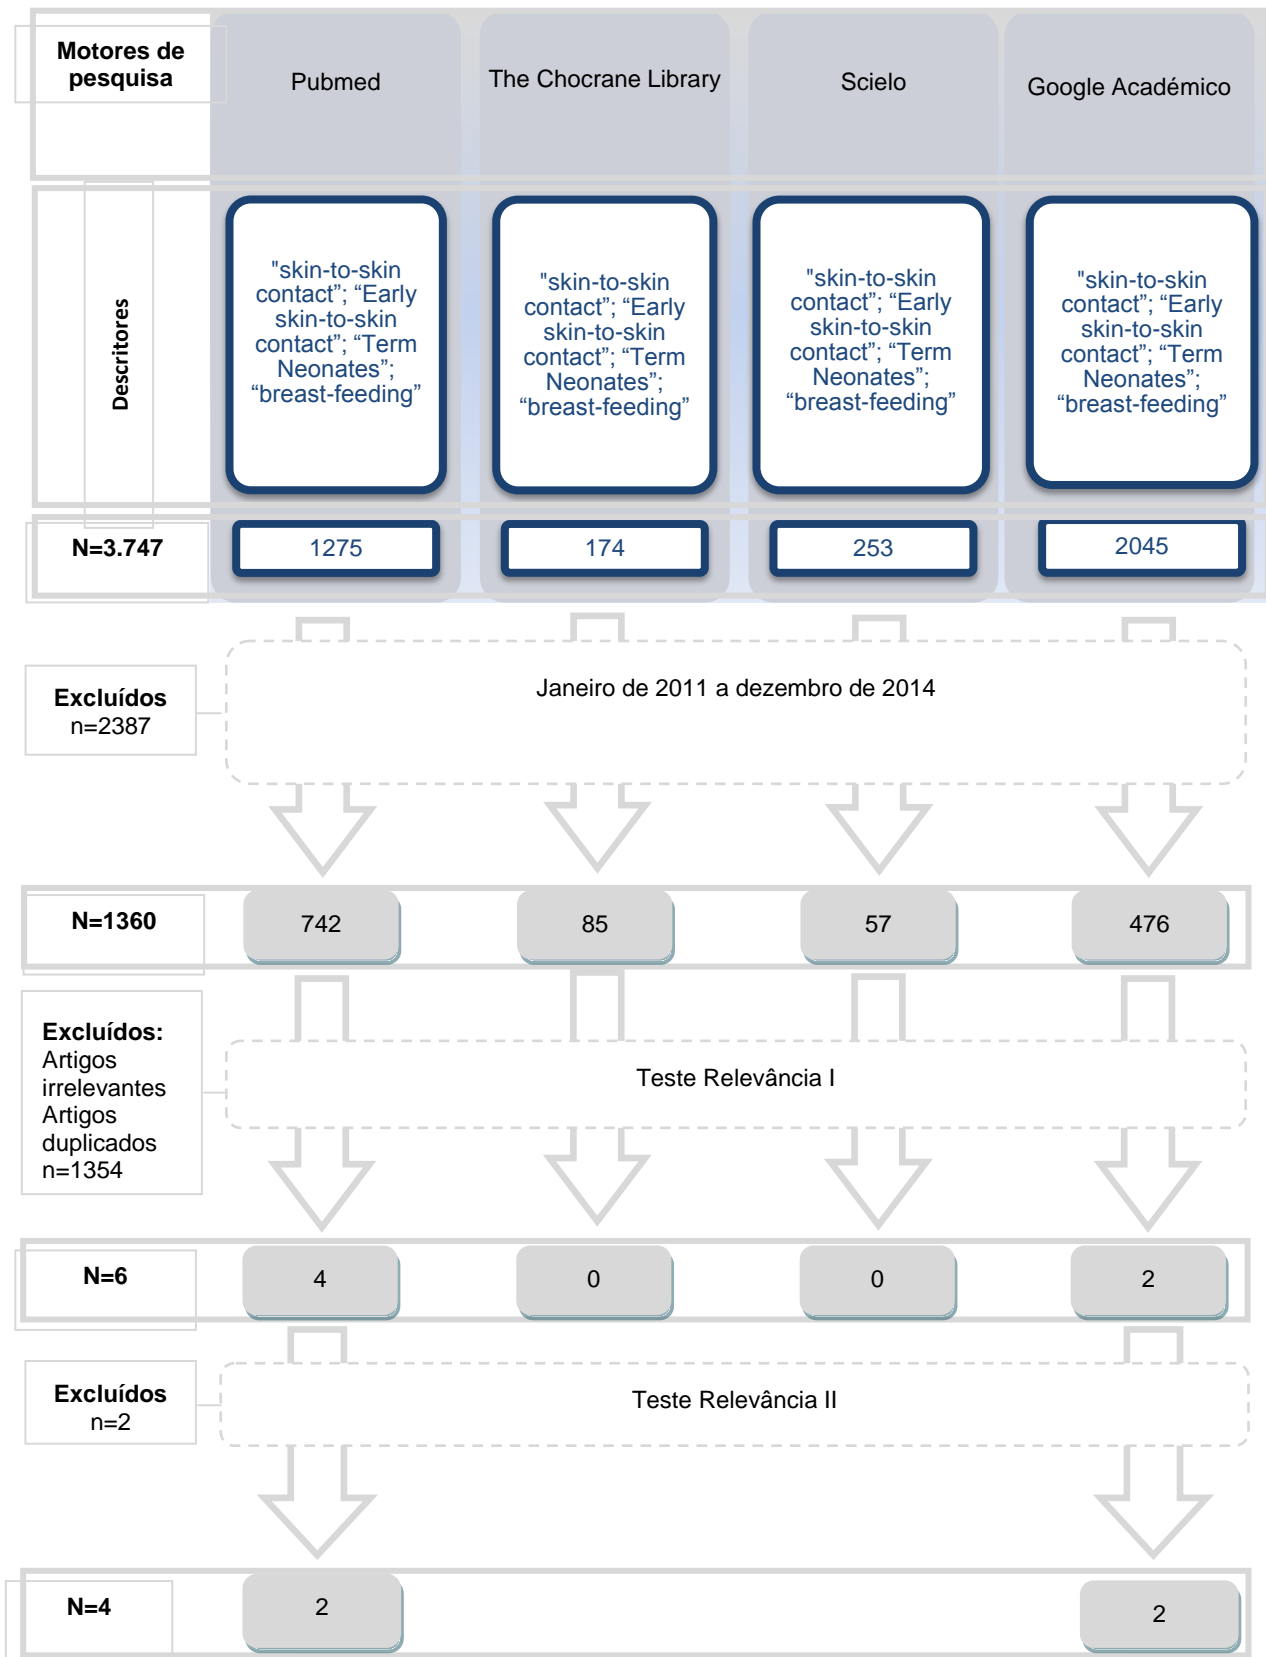 Motores de
pesquisa
Pubmed
The Chocrane Library
Scielo
Google Académico
Descritores
"skin-to-skin
contact”; “Early
skin-to-skin
contact”; “Term
Neonates”;
“breast-feeding”
"skin-to-skin
contact”; “Early
skin-to-skin
contact”; “Term
Neonates”;
“breast-feeding”
"skin-to-skin
contact”; “Early
skin-to-skin
contact”; “Term
Neonates”;
“breast-feeding”
"skin-to-skin
contact”; “Early
skin-to-skin
contact”; “Term
Neonates”;
“breast-feeding”
N=3.747
1275
174
253
2045
Excluídos
n=2387
Janeiro de 2011 a dezembro de 2014
N=1360
742
85
57
476
Excluídos:
Artigos
irrelevantes
Artigos
duplicados
n=1354
Teste Relevância I
N=6
4
0
0
2
Excluídos
n=2
Teste Relevância II
N=4
2
2